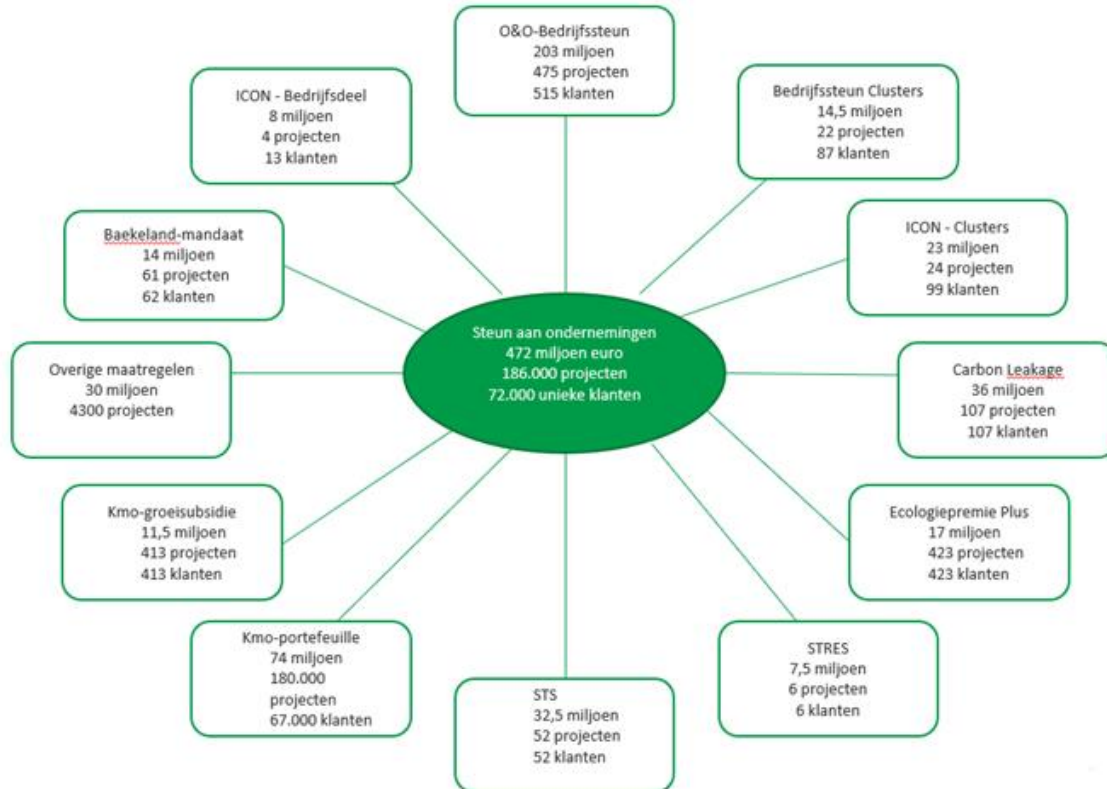 O&O-Bedrijfssteun
203 miljoen
475 projecten
515 klanten
ICON - Bedrijfsdeel
8 miljoen
4 projecten
13 klanten
Bedrijfssteun Clusters
14,5 miljoen
22 projecten
87 klanten
Baekeland-mandaat
14 miljoen
61 projecten
62 klanten
ICON - Clusters
23 miljoen
24 projecten
99 klanten
Steun aan ondernemingen
472 miljoen euro
186.000 projecten
72.000 unieke klanten
Overige maatregelen
30 miljoen
4300 projecten
Carbon Leakage
36 miljoen
107 projecten
107 klanten
Kmo-groeisubsidie
11,5 miljoen
413 projecten
413 klanten
Ecologiepremie Plus
17 miljoen
423 projecten
423 klanten
Kmo-portefeuille
74 miljoen
180.000
projecten
67.000 klanten
STS
32,5 miljoen
52 projecten
52 klanten
STRES
7,5 miljoen
6 projecten
6 klanten